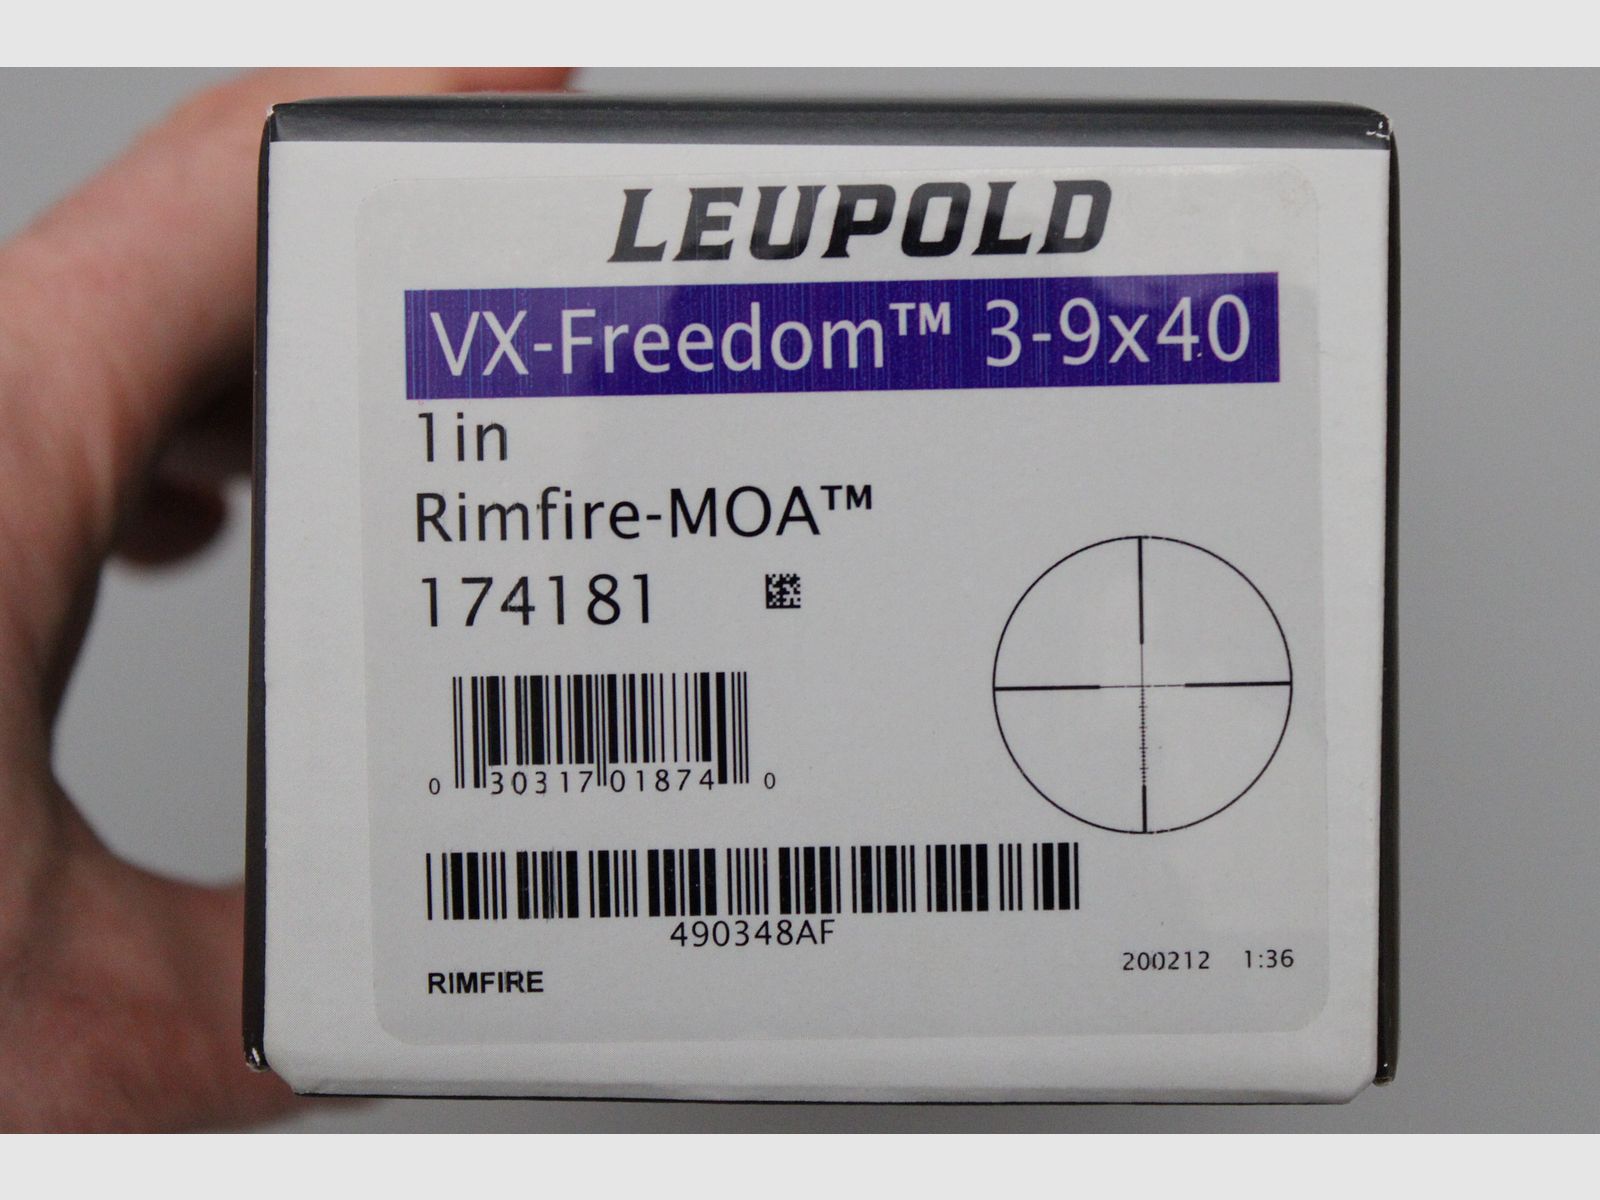 LEUPOLD
VX-Freedom™ 3-9x40
1in
Rimfire-MOA™
174181
0 30317 01874 0
490348AF
200212 1:36
RIMFIRE